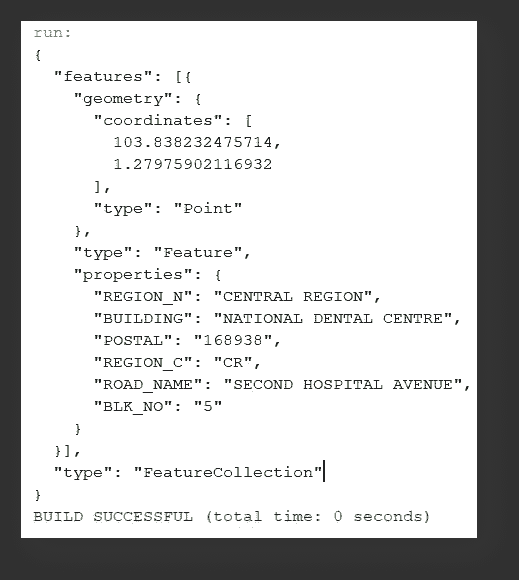 run:
{
  "features": [{
    "geometry": {
      "coordinates": [
        103.838232475714,
        1.27975902116932
      ],
      "type": "Point"
    },
    "type": "Feature",
    "properties": {
      "REGION_N": "CENTRAL REGION",
      "BUILDING": "NATIONAL DENTAL CENTRE",
      "POSTAL": "168938",
      "REGION_C": "CR",
      "ROAD_NAME": "SECOND HOSPITAL AVENUE",
      "BLK_NO": "5"
    }
  }],
  "type": "FeatureCollection"
}
BUILD SUCCESSFUL (total time: 0 seconds)